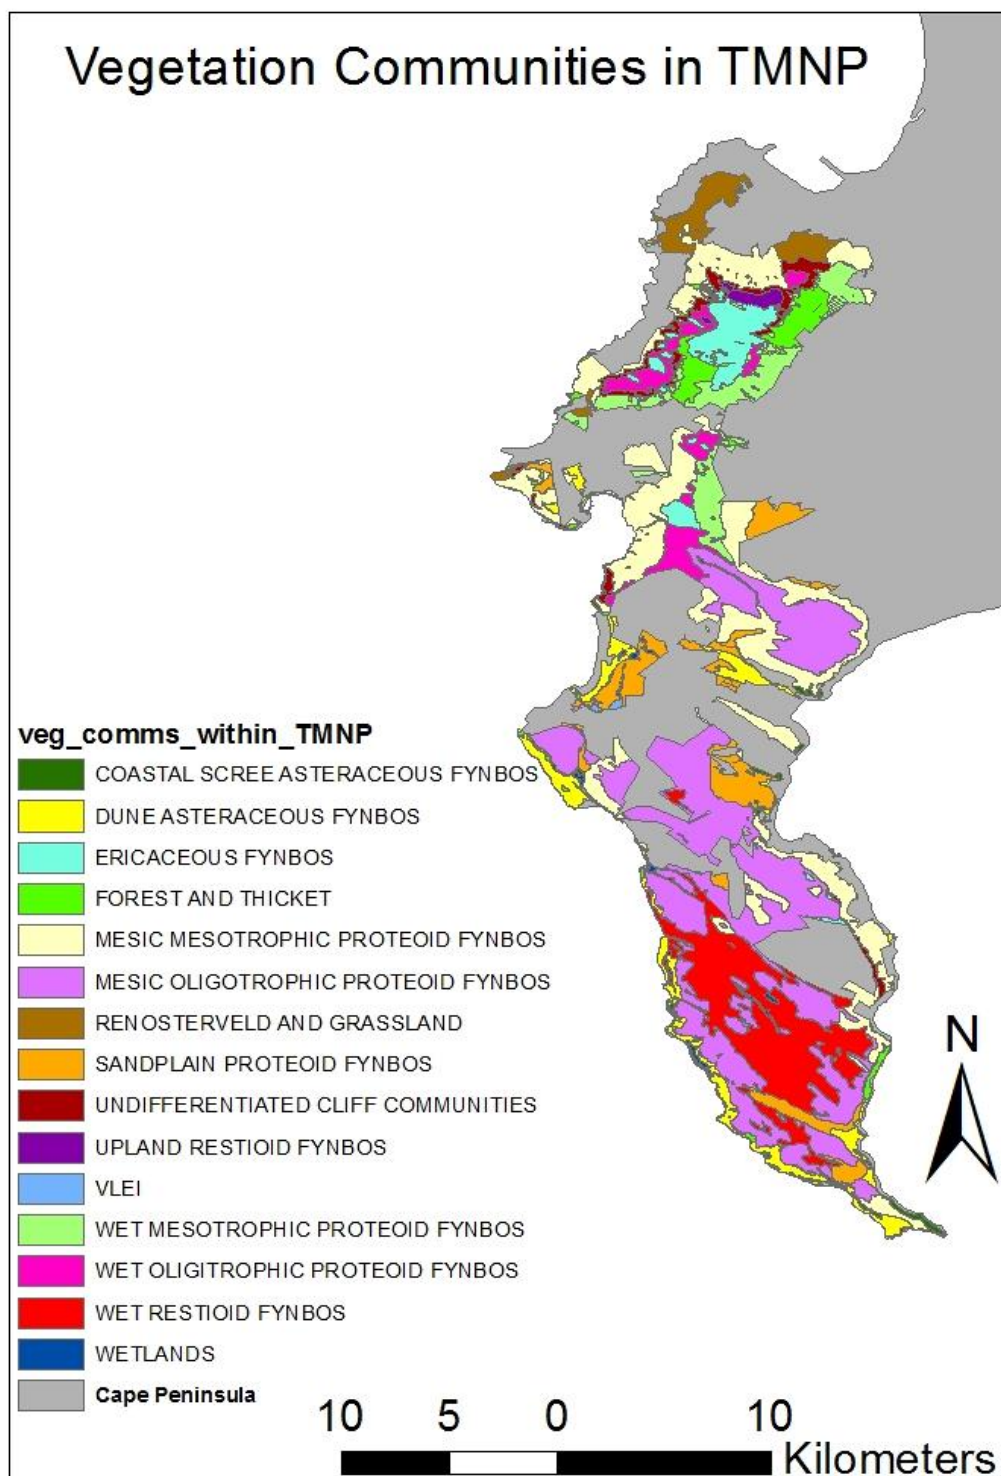 Vegetation Communities in TMNP
veg_comms_within_TMNP
COASTAL SCREE ASTERACEOUS FYNBOS
DUNE ASTERACEOUS FYNBOS
ERICACEOUS FYNBOS
FOREST AND THICKET
MESIC MESOTROPHIC PROTEOID FYNBOS
MESIC OLIGOTROPHIC PROTEOID FYNBOS
RENOSTERVELD AND GRASSLAND
SANDPLAIN PROTEOID FYNBOS
UNDIFFERENTIATED CLIFF COMMUNITIES
UPLAND RESTIOID FYNBOS
VLEI
WET MESOTROPHIC PROTEOID FYNBOS
WET OLIGITROPHIC PROTEOID FYNBOS
WET RESTIOID FYNBOS
WETLANDS
Cape Peninsula
N
10 5 0 10
Kilometers